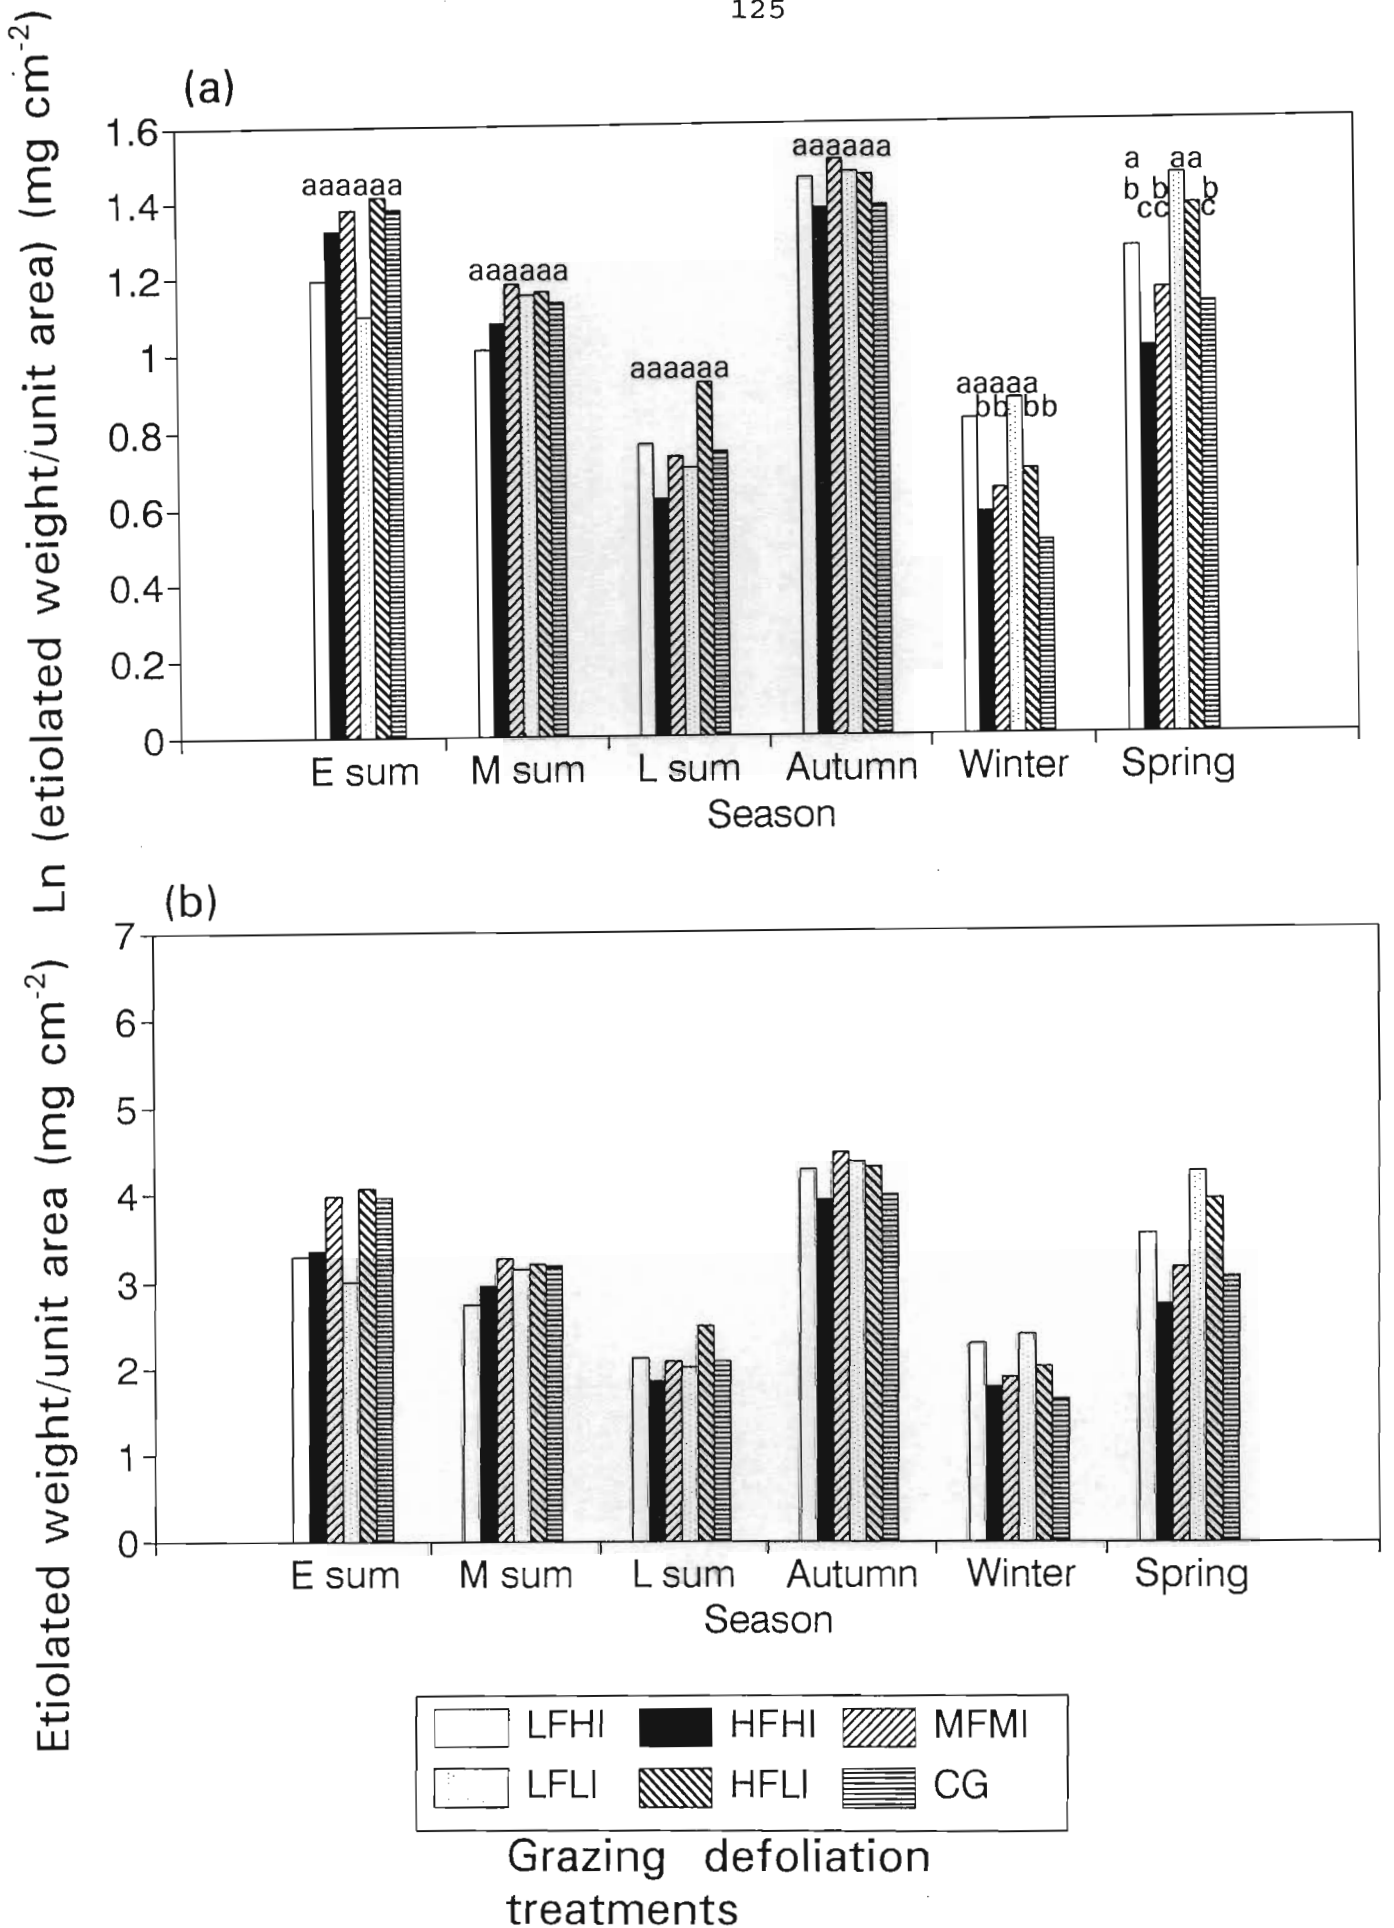 125
(a)
Ln (etiolated weight/unit area) (mg cm-2)
1.6
1.4
1.2
1
0.8
0.6
0.4
0.2
0
aaaaaa
aaaaaa
aaaaaa
aaaaaa
aaaaa
bb bb
a aa
b b b
cc c
E sum M sum L sum Autumn Winter Spring
Season
(b)
Etiolated weight/unit area (mg cm-2)
7
6
5
4
3
2
1
0
E sum M sum L sum Autumn Winter Spring
Season
LFHI HFHI MFMI
LFLI HFLI CG
Grazing defoliation
treatments